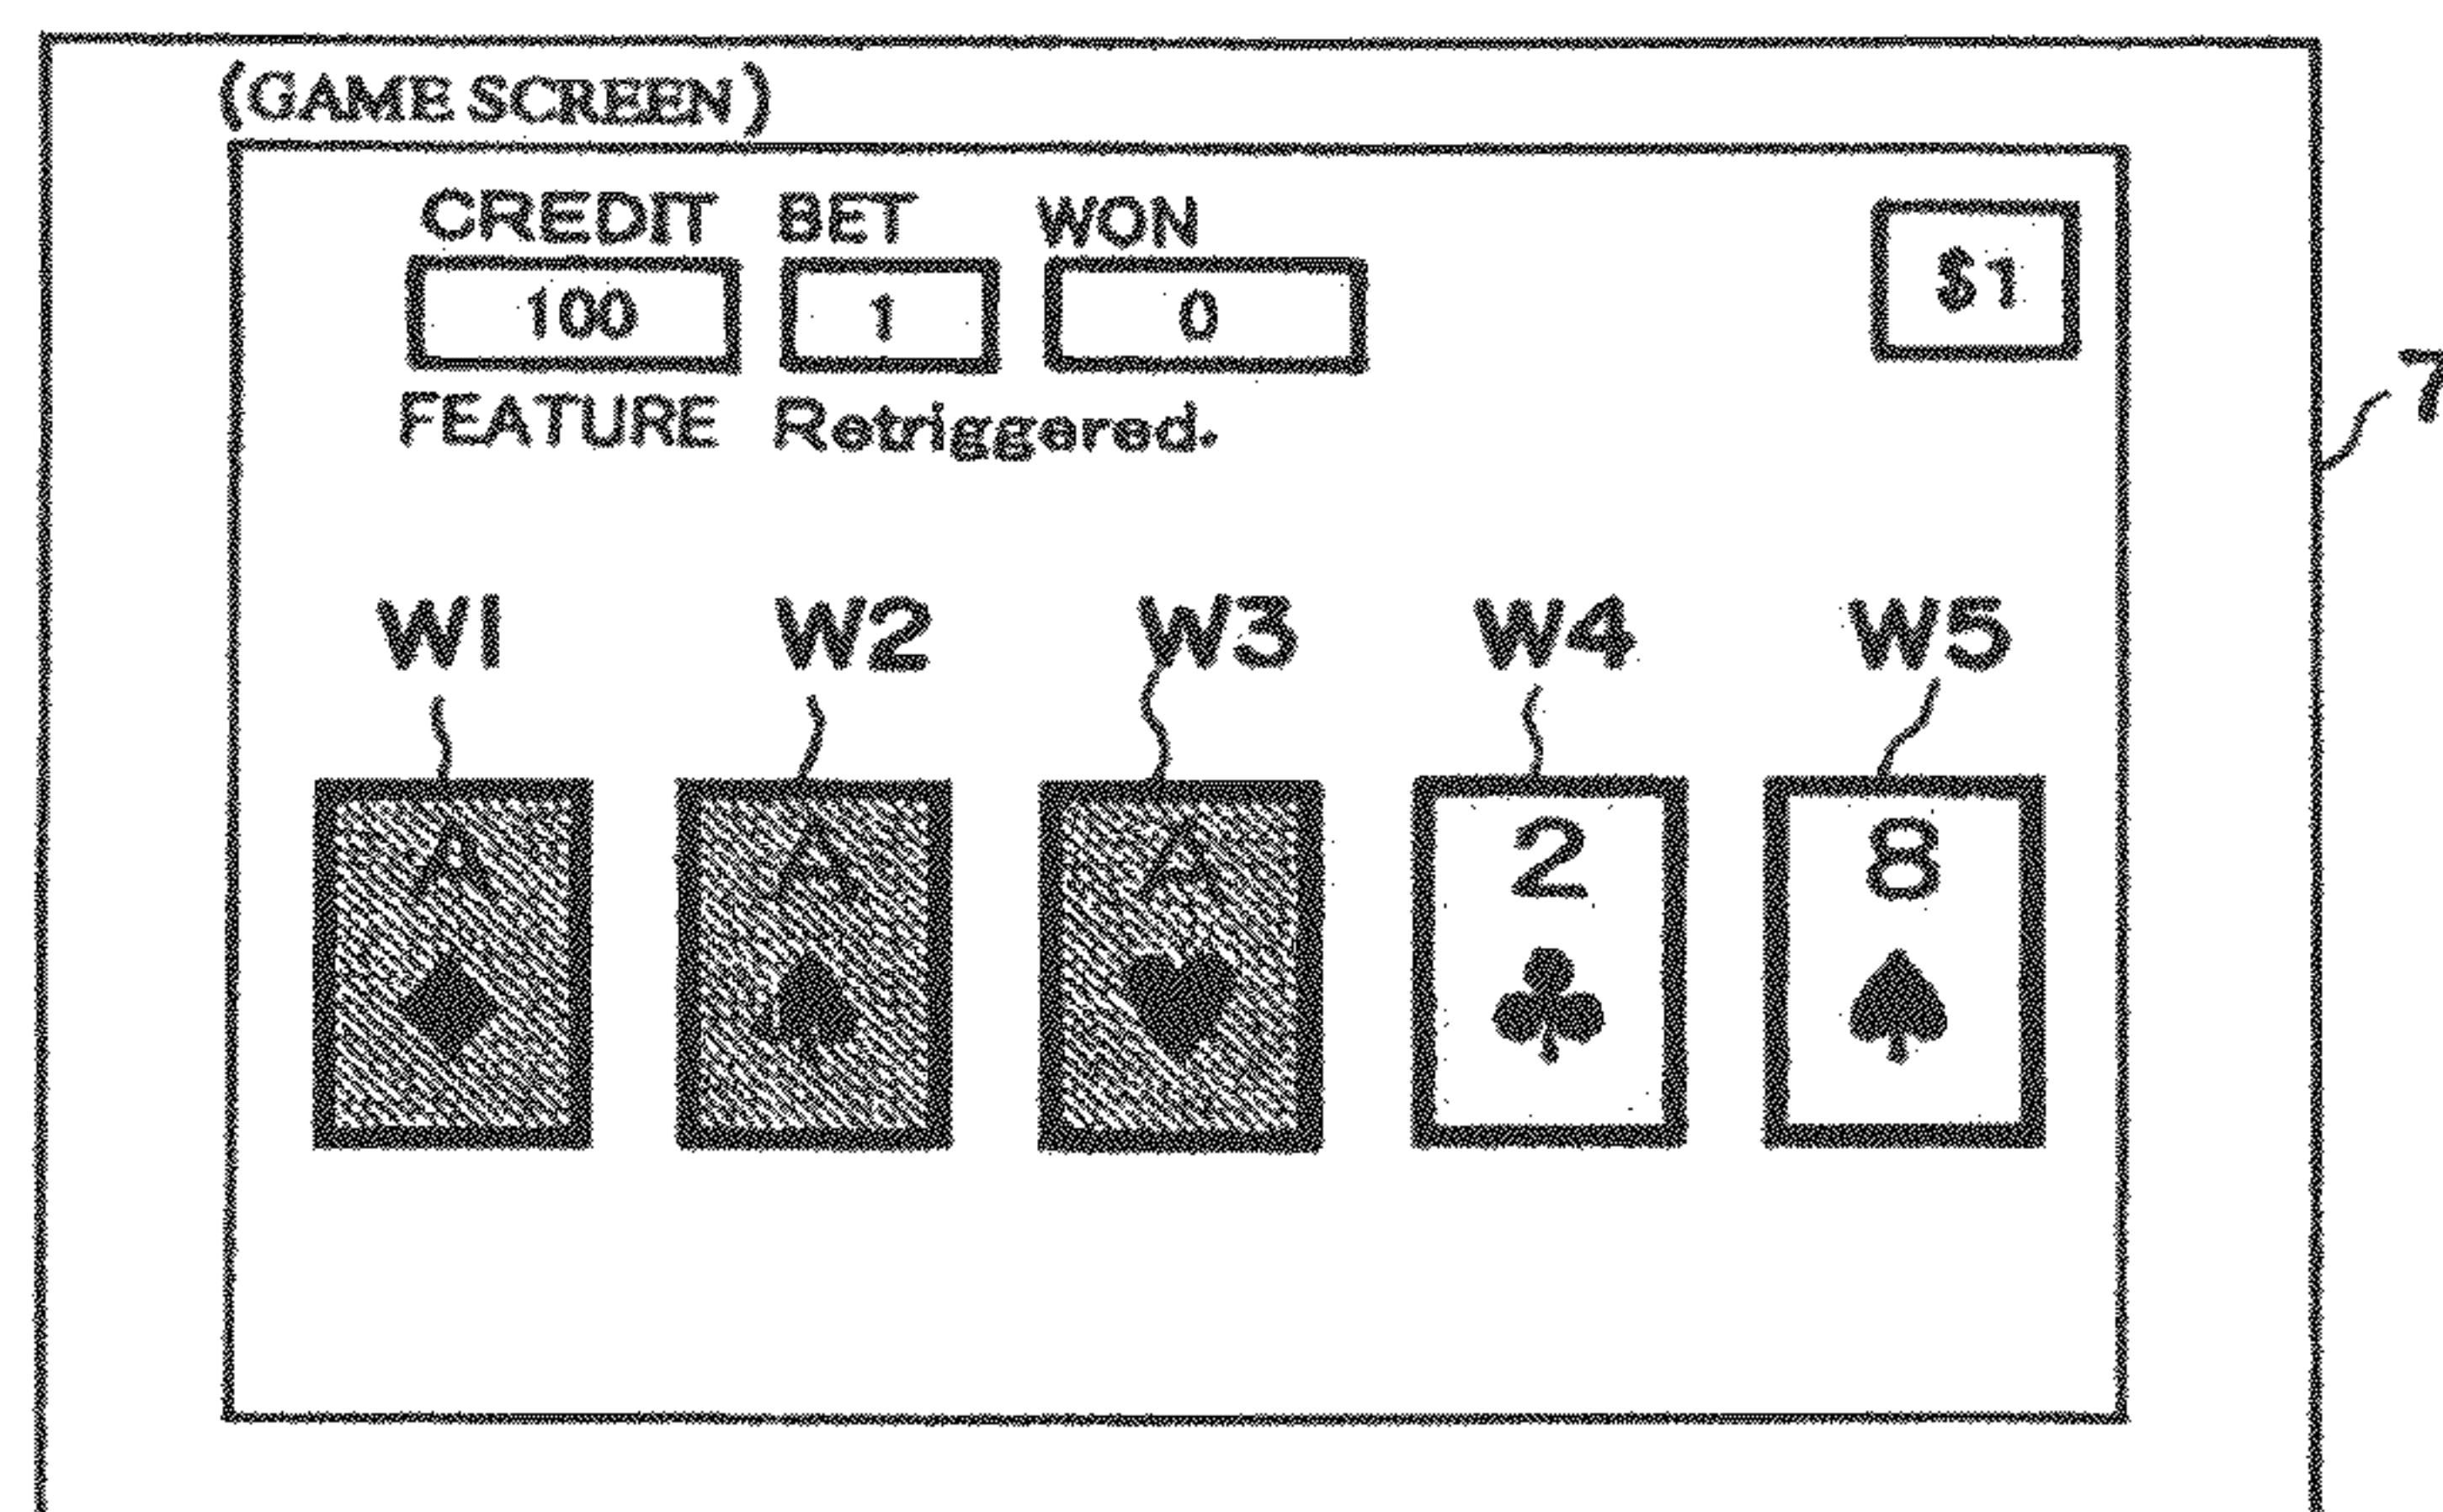 (GAME SCREEN)
CREDIT BET WON
100 1 0 $1
FEATURE Retriggered.
7
W1 W2 W3 W4 W5
A A A 2 8